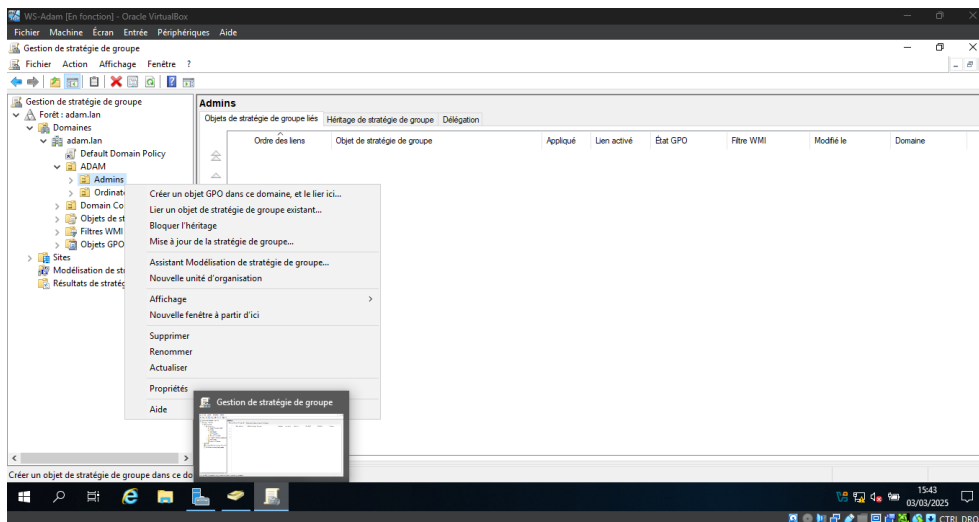 WS-Adam [En fonction] - Oracle VirtualBox
Fichier Machine Écran Entrée Périphériques Aide
Gestion de stratégie de groupe
Fichier Action Affichage Fenêtre ?
Gestion de stratégie de groupe
Forêt : adam.lan
Domaines
adam.lan
Default Domain Policy
ADAM
Admins
Ordinat
Domain Co
Objets de st
Filtres WMI
Objets GPO
Sites
Modélisation de st
Résultats de stratég
Admins
Objets de stratégie de groupe liés Héritage de stratégie de groupe Délégation
Ordre des liens Objet de stratégie de groupe Appliqué Lien activé État GPO Filtre WMI Modifié le Domaine
Créer un objet GPO dans ce domaine, et le lier ici...
Lier un objet de stratégie de groupe existant...
Bloquer l'héritage
Mise à jour de la stratégie de groupe...
Assistant Modélisation de stratégie de groupe...
Nouvelle unité d'organisation
Affichage
Nouvelle fenêtre à partir d'ici
Supprimer
Renommer
Actualiser
Propriétés
Aide
Gestion de stratégie de groupe
Créer un objet de stratégie de groupe dans ce do
15:43
03/03/2025
CTRL DRO